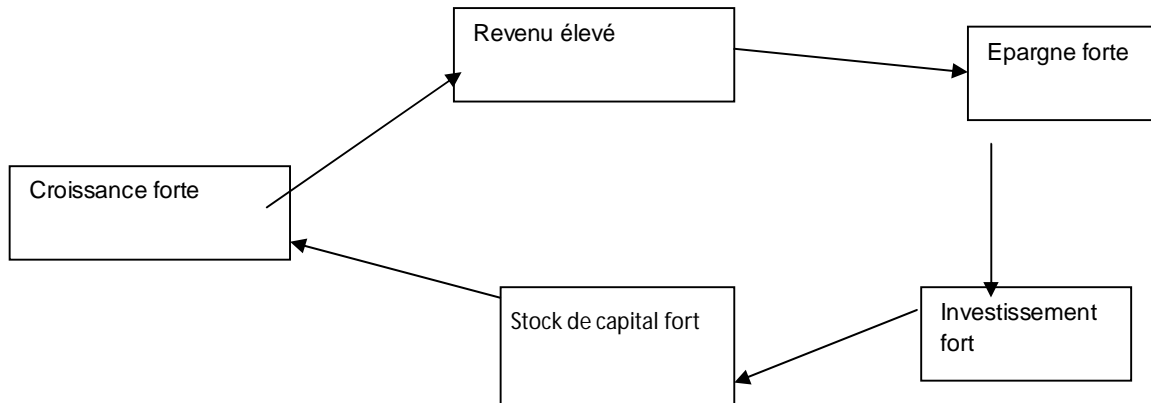 Revenu élevé
Epargne forte
Croissance forte
Stock de capital fort
Investissement
fort